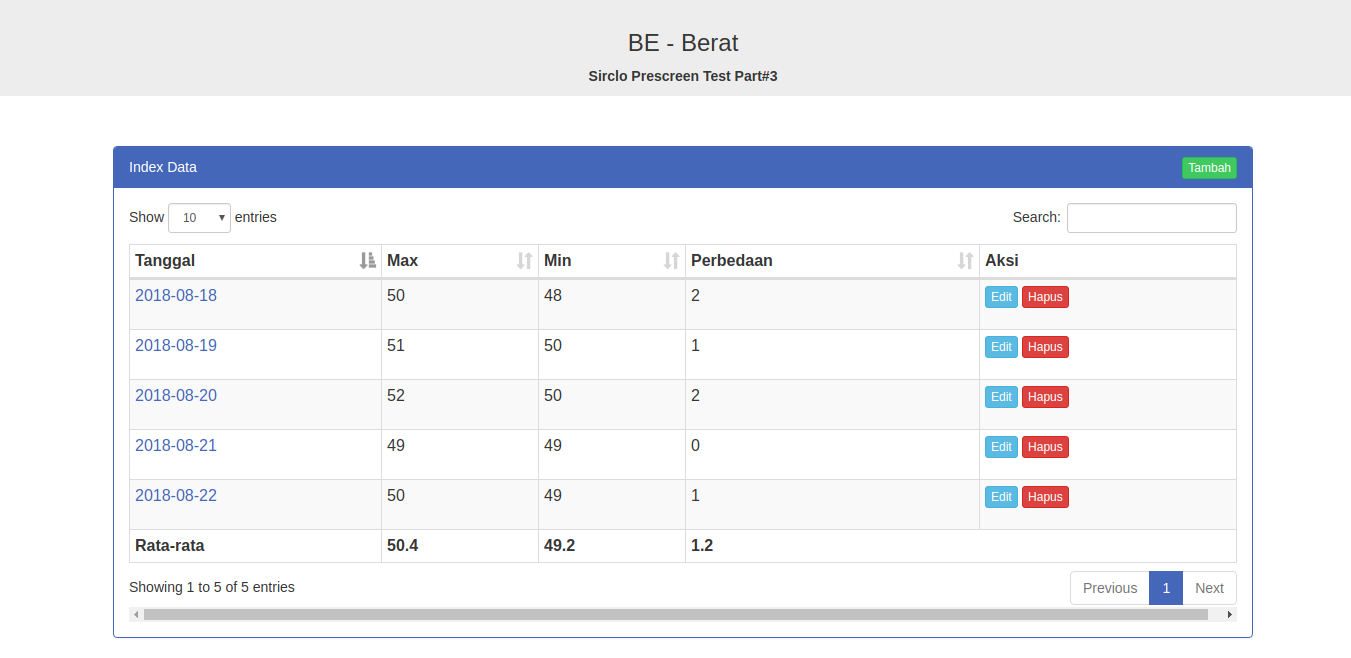 BE - Berat
Sirclo Prescreen Test Part#3
Index Data Tambah
Show 10 entries Search:
Tanggal Max Min Perbedaan Aksi
2018-08-18 50 48 2 Edit Hapus
2018-08-19 51 50 1 Edit Hapus
2018-08-20 52 50 2 Edit Hapus
2018-08-21 49 49 0 Edit Hapus
2018-08-22 50 49 1 Edit Hapus
Rata-rata 50.4 49.2 1.2
Showing 1 to 5 of 5 entries Previous 1 Next